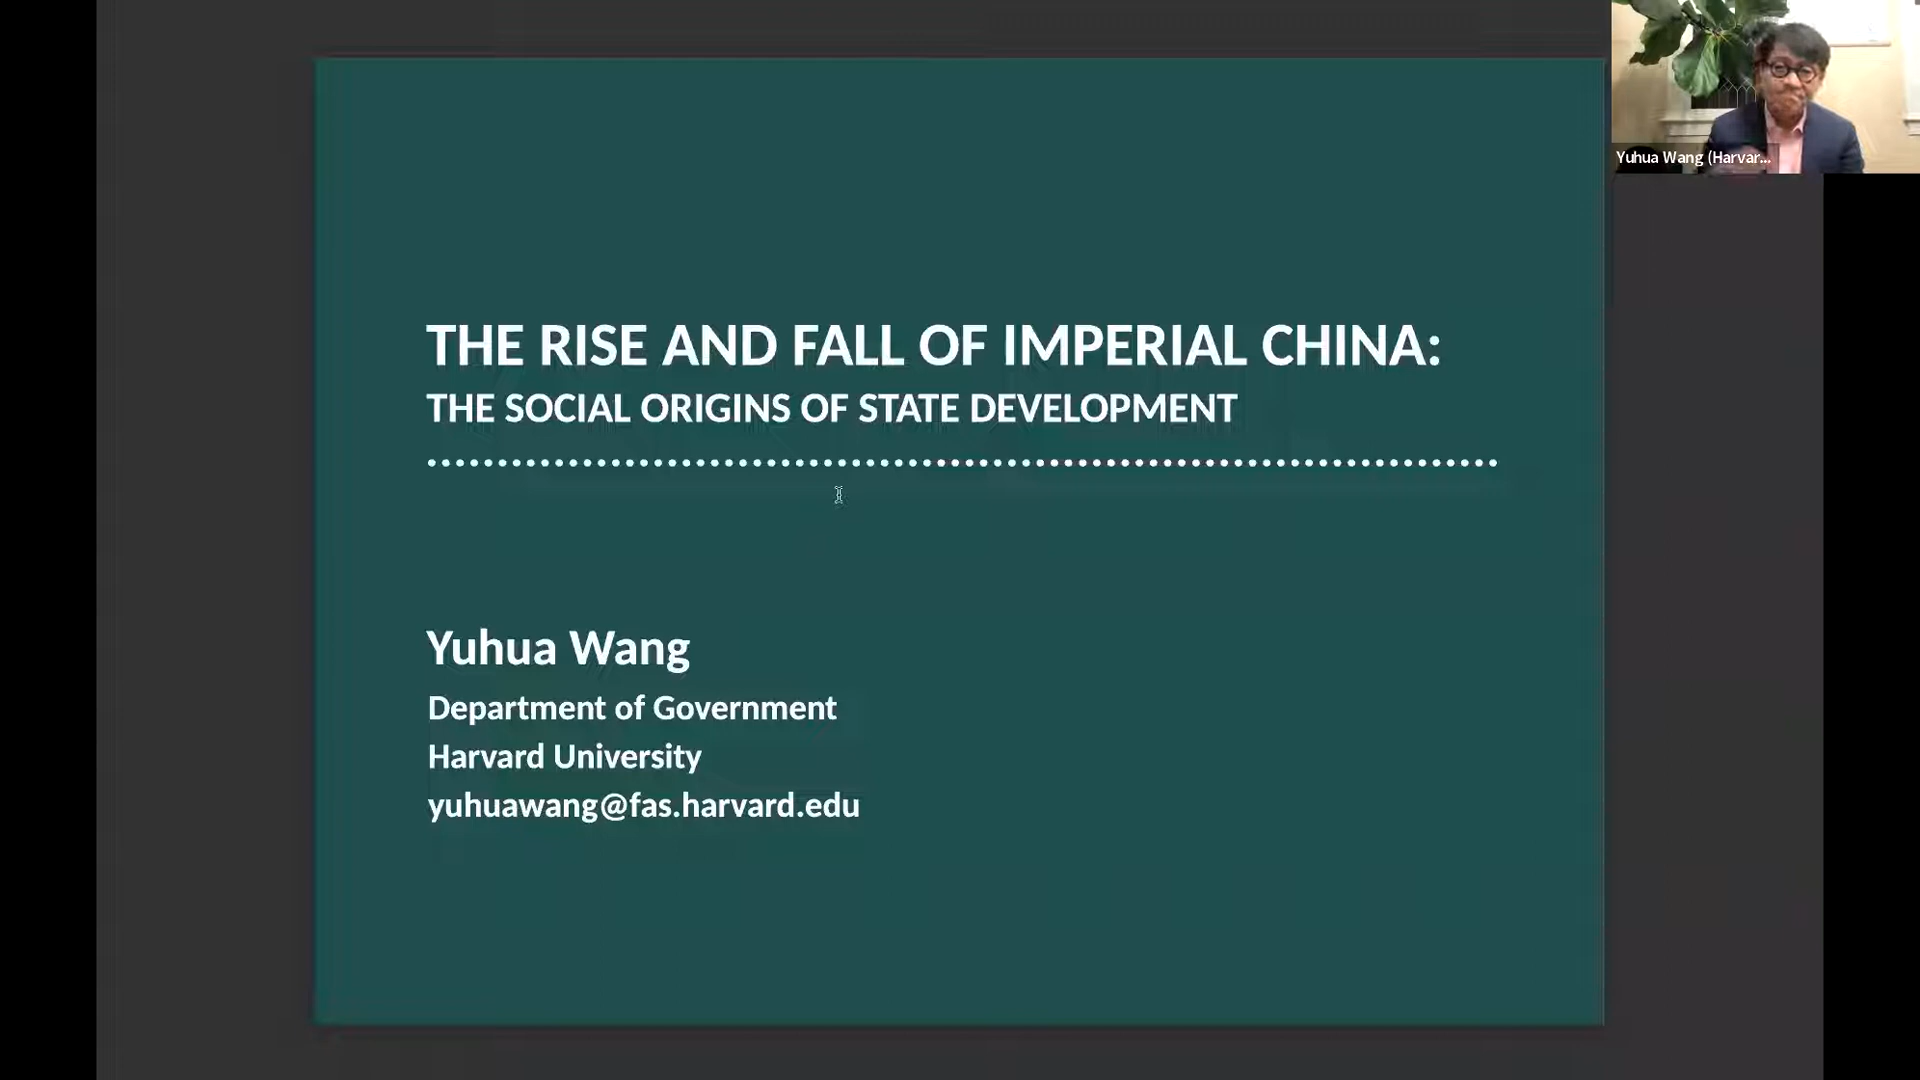 THE RISE AND FALL OF IMPERIAL CHINA:
THE SOCIAL ORIGINS OF STATE DEVELOPMENT
Yuhua Wang
Department of Government
Harvard University
yuhuawang@fas.harvard.edu
Yuhua Wang (Harvar...